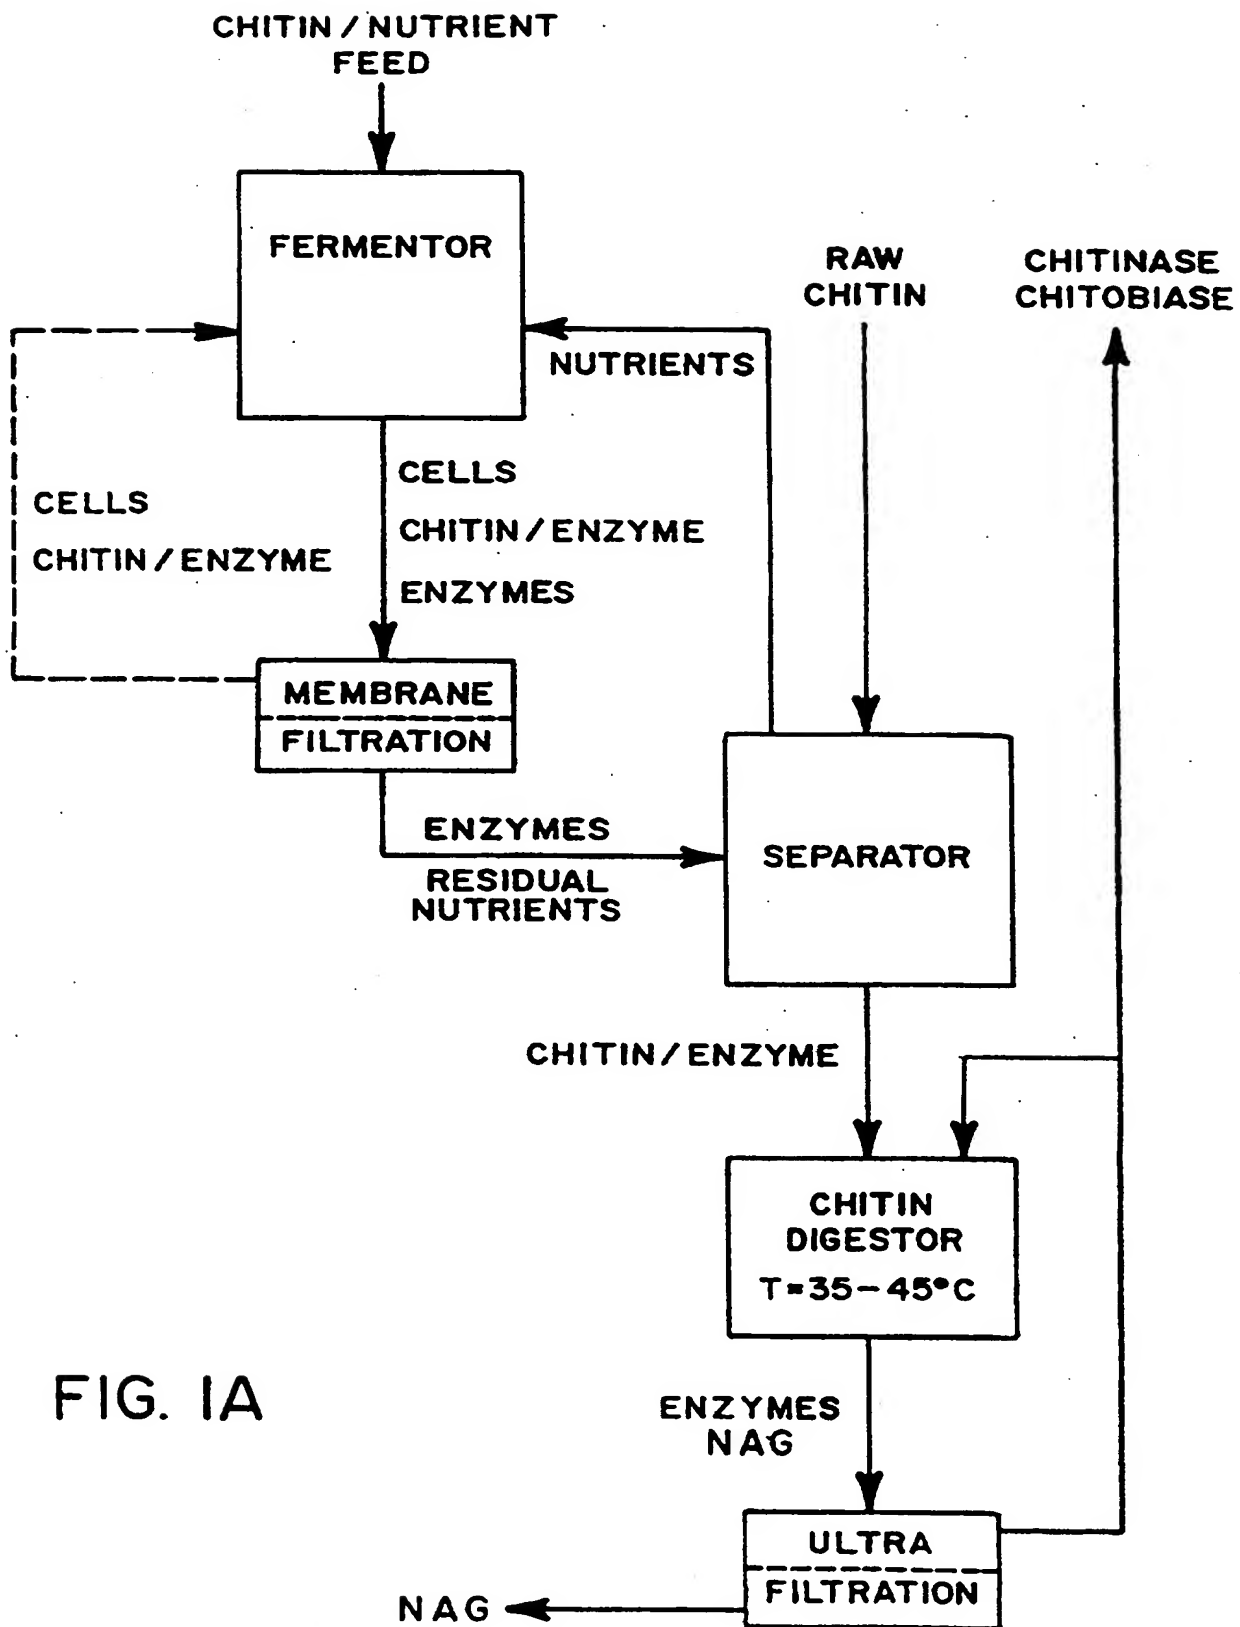 CHITIN / NUTRIENT
FEED
FERMENTOR
RAW
CHITIN
CHITINASE
CHITOBIASE
NUTRIENTS
CELLS
CHITIN / ENZYME
CELLS
CHITIN / ENZYME
ENZYMES
MEMBRANE
FILTRATION
ENZYMES
RESIDUAL
NUTRIENTS
SEPARATOR
CHITIN / ENZYME
CHITIN
DIGESTOR
T=35-45°C
FIG. 1A
ENZYMES
NAG
ULTRA
FILTRATION
NAG